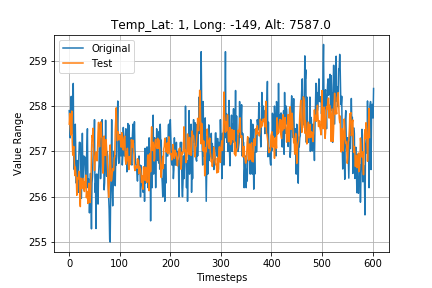 Temp_Lat: 1, Long: -149, Alt: 7587.0
Original
Test
Value Range
259
258
257
256
255
0 100 200 300 400 500 600
Timesteps